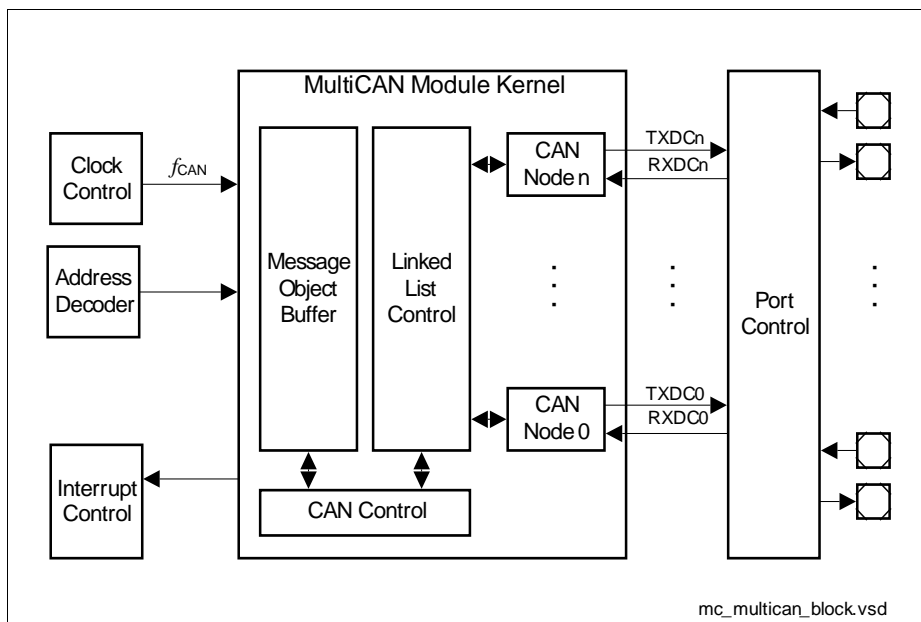 MultiCAN Module Kernel
Clock
Control
fCAN
Address
Decoder
Interrupt
Control
Message
Object
Buffer
Linked
List
Control
CAN Control
CAN
Node n
CAN
Node 0
TXDCn
RXDCn
TXDC0
RXDC0
Port
Control
mc_multican_block.vsd